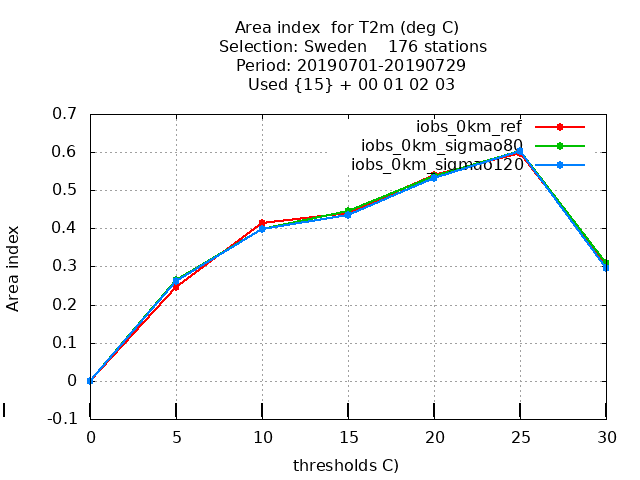 Area index  for T2m (deg C)
Selection: Sweden    176 stations
Period: 20190701-20190729
Used {15} + 00 01 02 03
iobs_0km_ref
iobs_0km_sigmao80
iobs_0km_sigmao120
0.7
0.6
0.5
0.4
0.3
0.2
0.1
0
-0.1
Area index
0 5 10 15 20 25 30
thresholds C)